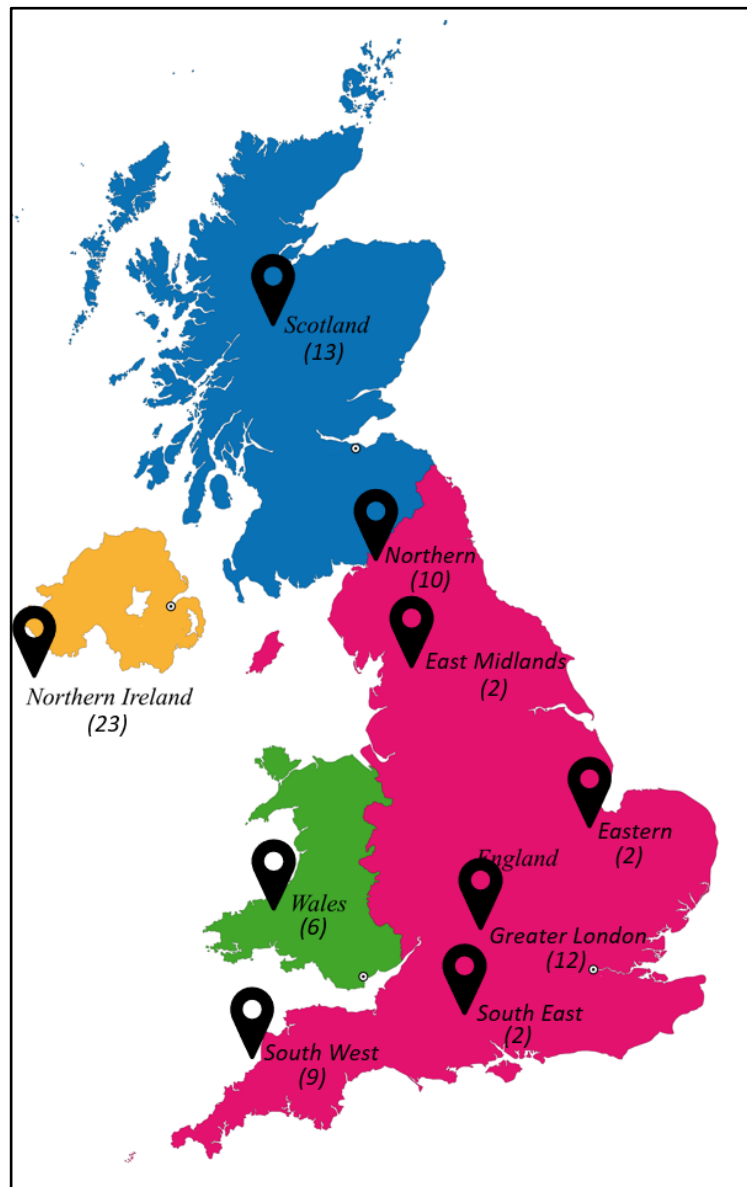 Scotland
(13)
Northern
(10)
East Midlands
(2)
Northern Ireland
(23)
Eastern
(2)
England
Wales
(6)
Greater London
(12)
South East
(2)
South West
(9)